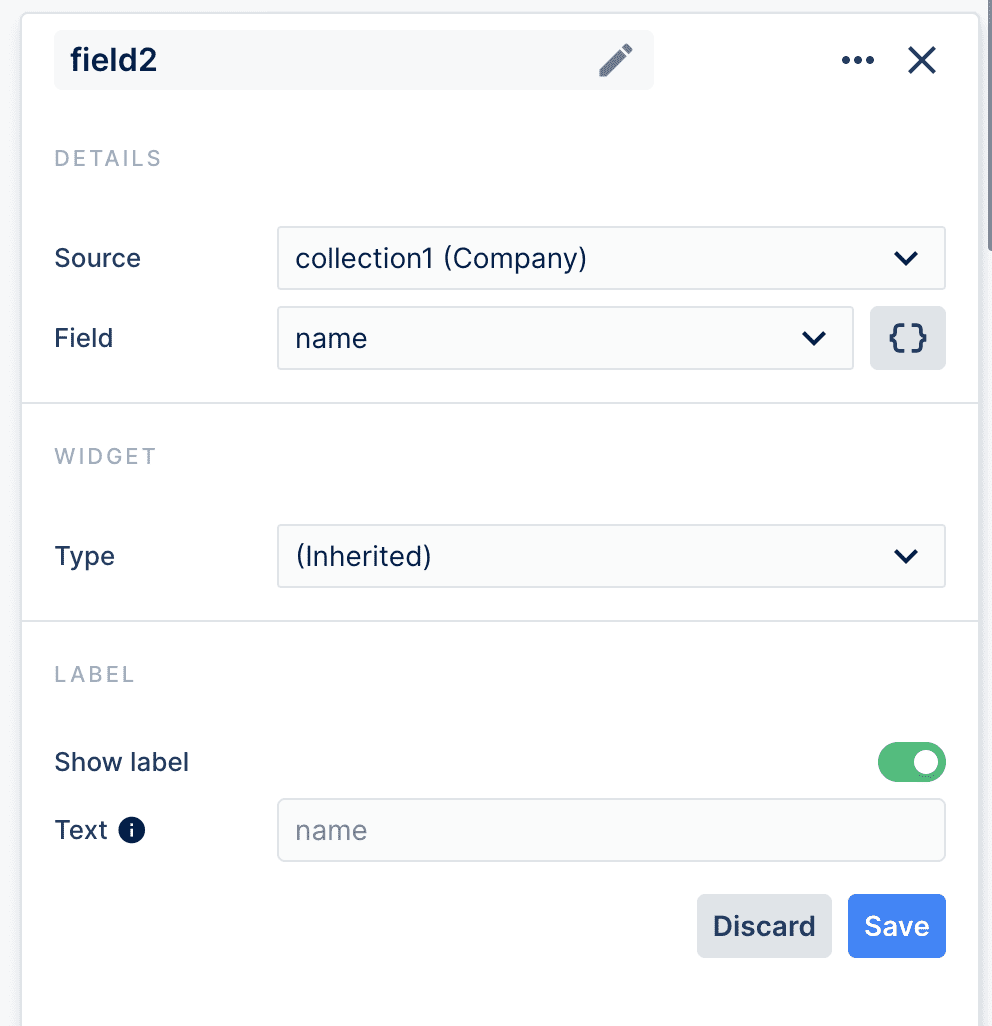 field2
DETAILS
Source collection1 (Company)
Field name {}
WIDGET
Type (Inherited)
LABEL
Show label
Text i name
Discard Save